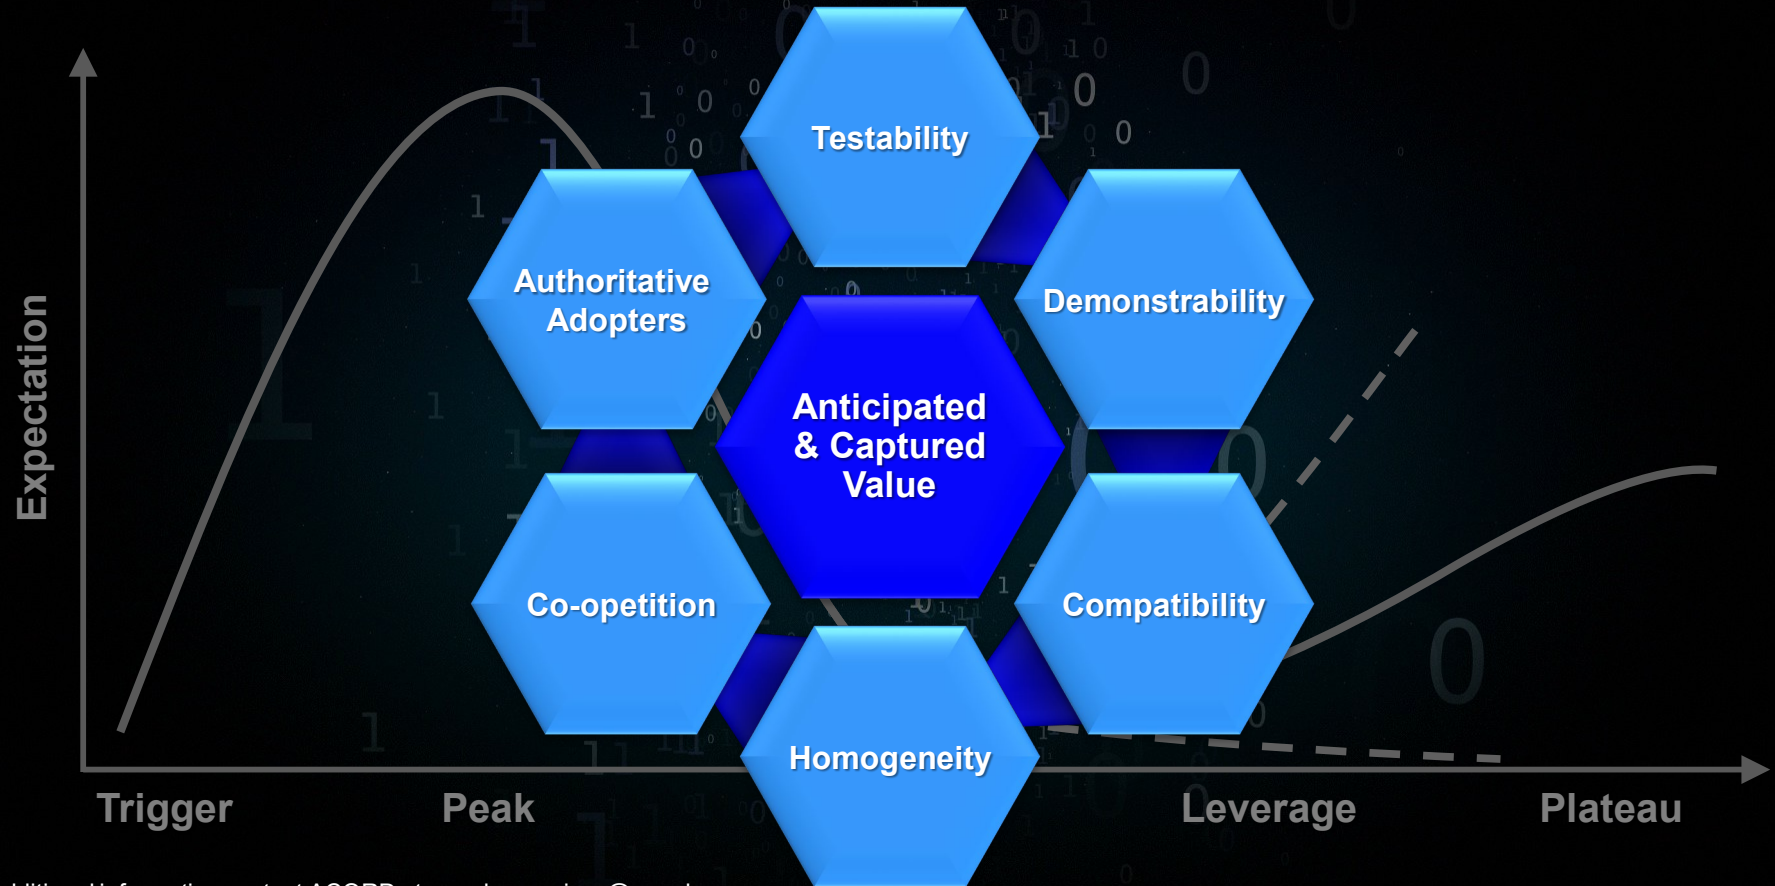 Testability
Authoritative
Adopters
Demonstrability
Anticipated
& Captured
Value
Co-opetition
Compatibility
Homogeneity
Expectation
Trigger
Peak
Leverage
Plateau